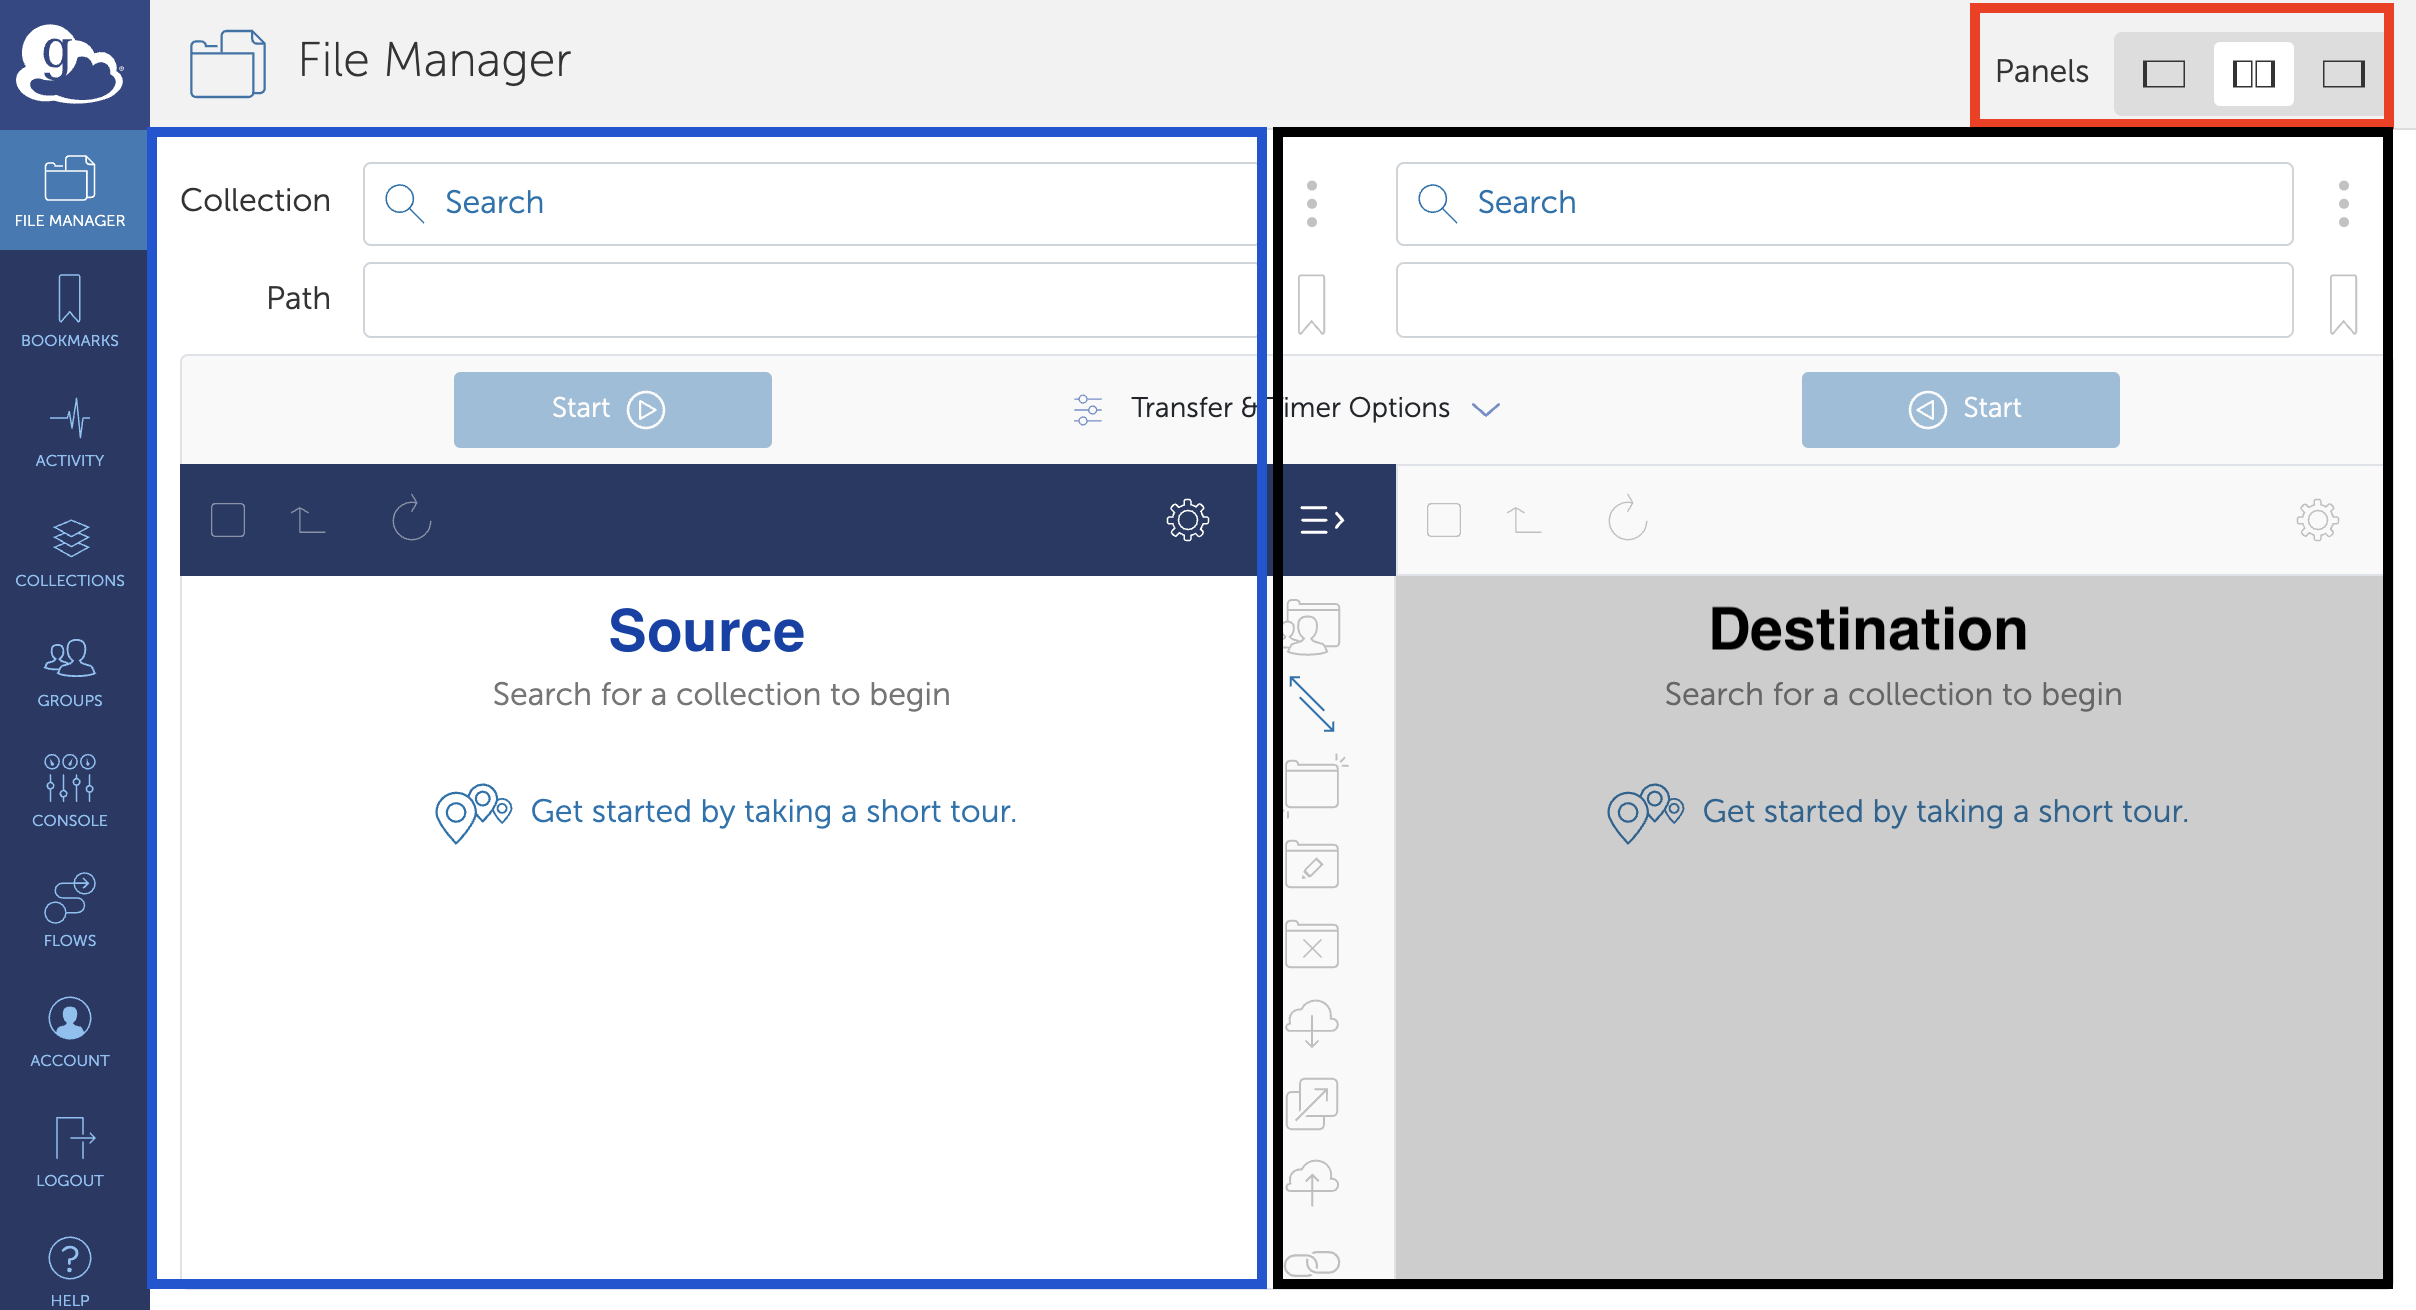 g
File Manager
Panels
FILE MANAGER
BOOKMARKS
ACTIVITY
COLLECTIONS
GROUPS
CONSOLE
FLOWS
ACCOUNT
LOGOUT
HELP
Collection
Search
Path
Search
Start
Transfer & Timer Options
Start
Source
Search for a collection to begin
Get started by taking a short tour.
Destination
Search for a collection to begin
Get started by taking a short tour.